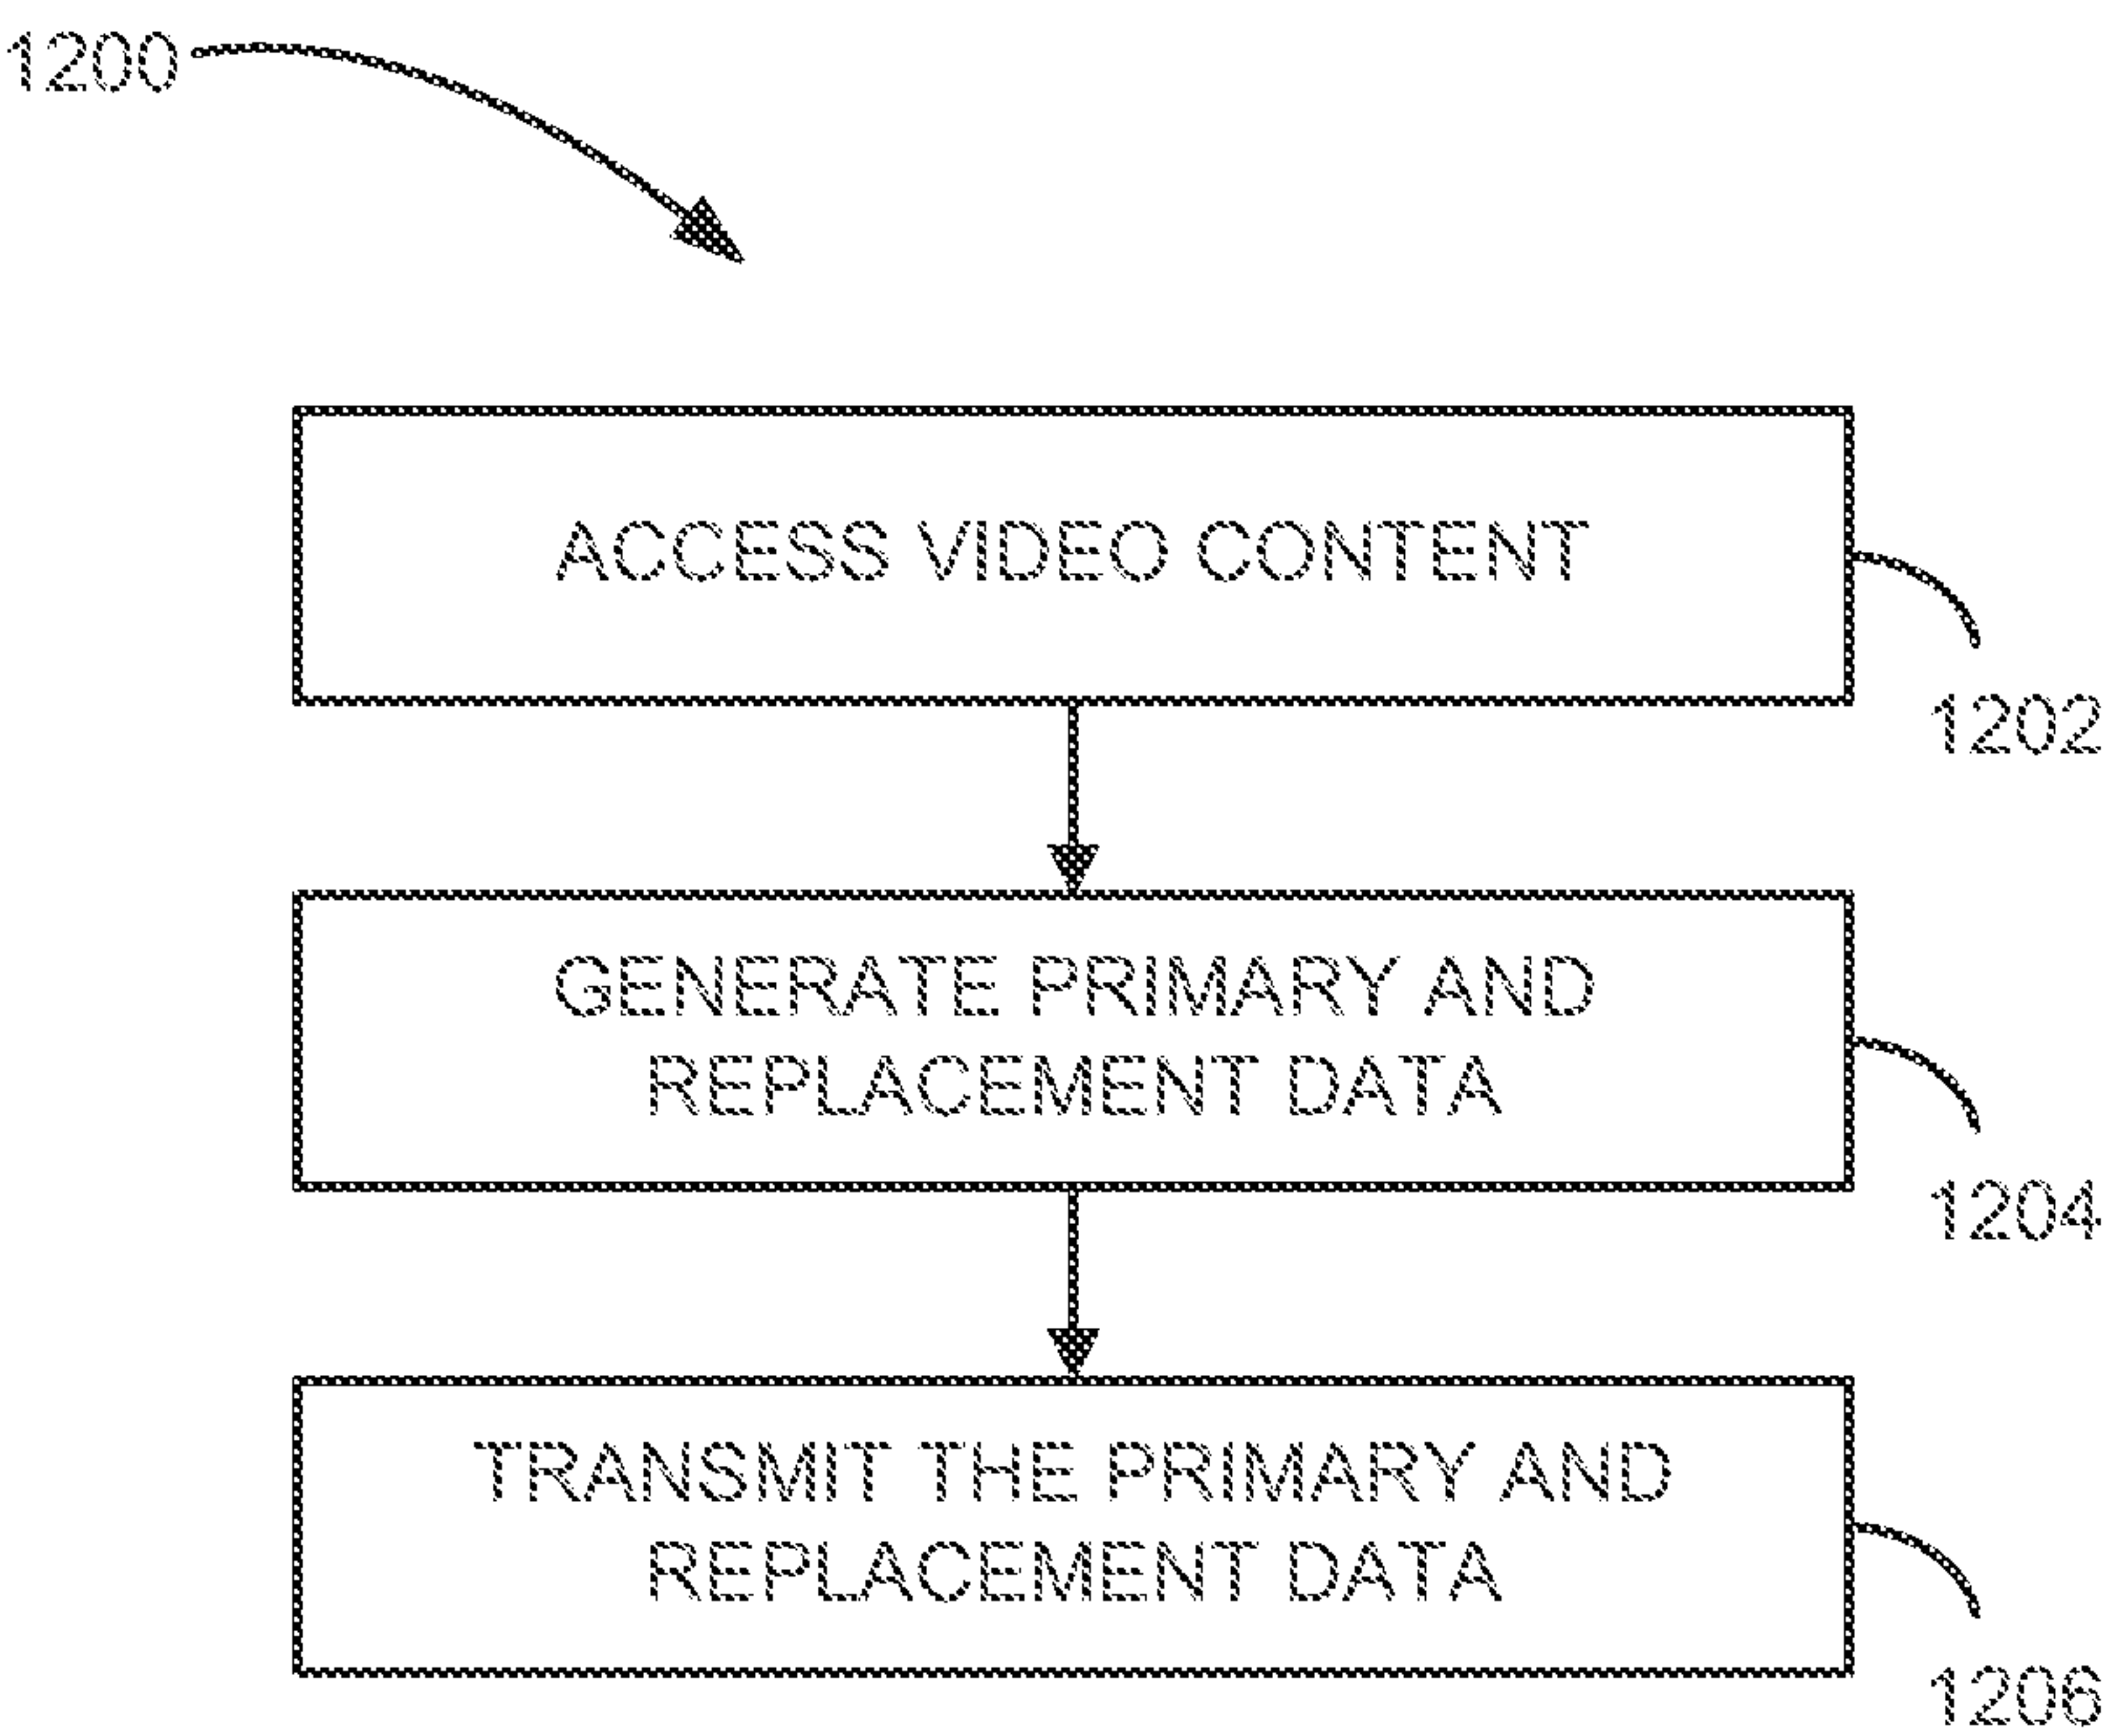 1200
ACCESS VIDEO CONTENT
1202
GENERATE PRIMARY AND
REPLACEMENT DATA
1204
TRANSMIT THE PRIMARY AND
REPLACEMENT DATA
1206